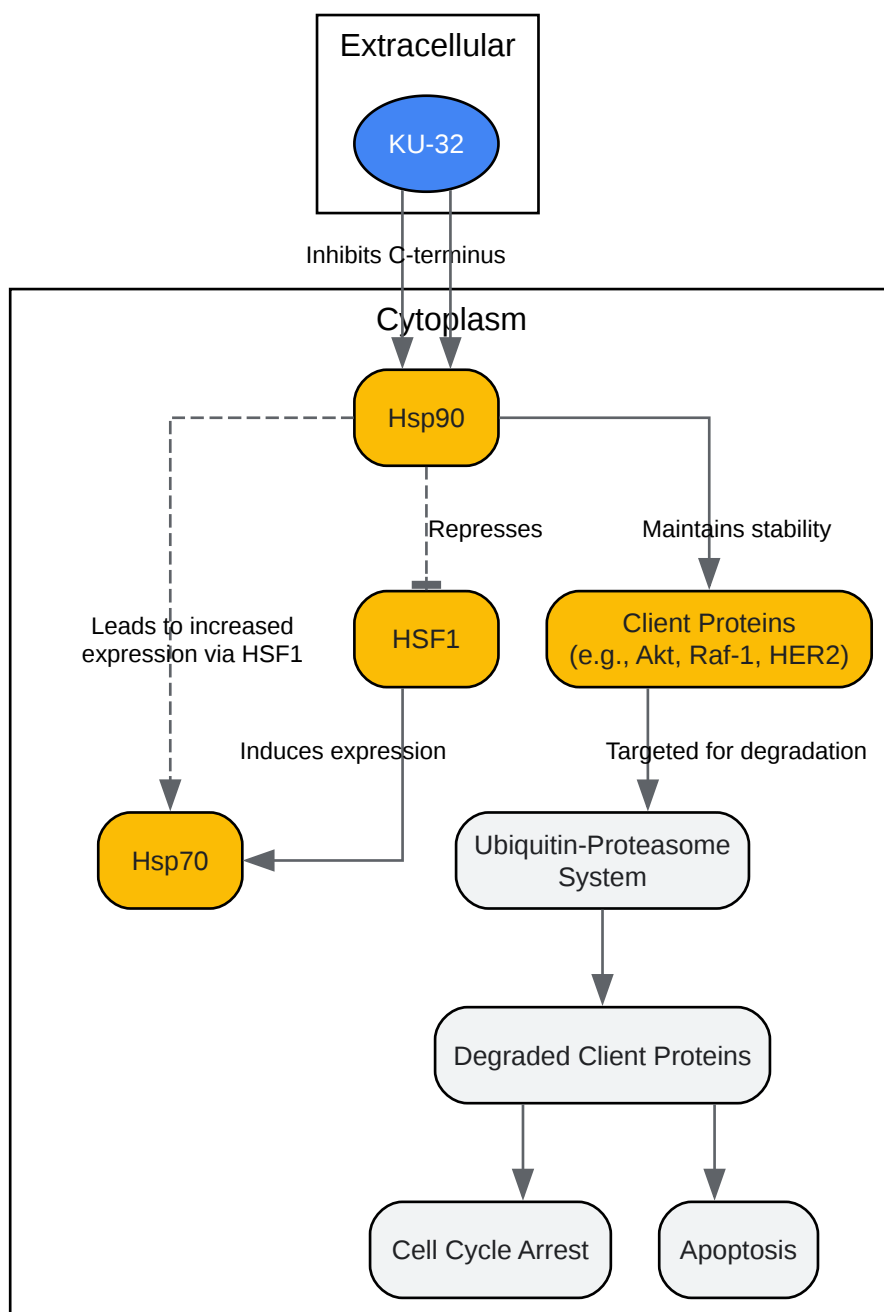 Extracellular
KU-32
Inhibits C-terminus
Cytoplasm
Hsp90
Represses
Maintains stability
Leads to increased
expression via HSF1
HSF1
Client Proteins
(e.g., Akt, Raf-1, HER2)
Induces expression
Targeted for degradation
Hsp70
Ubiquitin-Proteasome
System
Degraded Client Proteins
Cell Cycle Arrest
Apoptosis